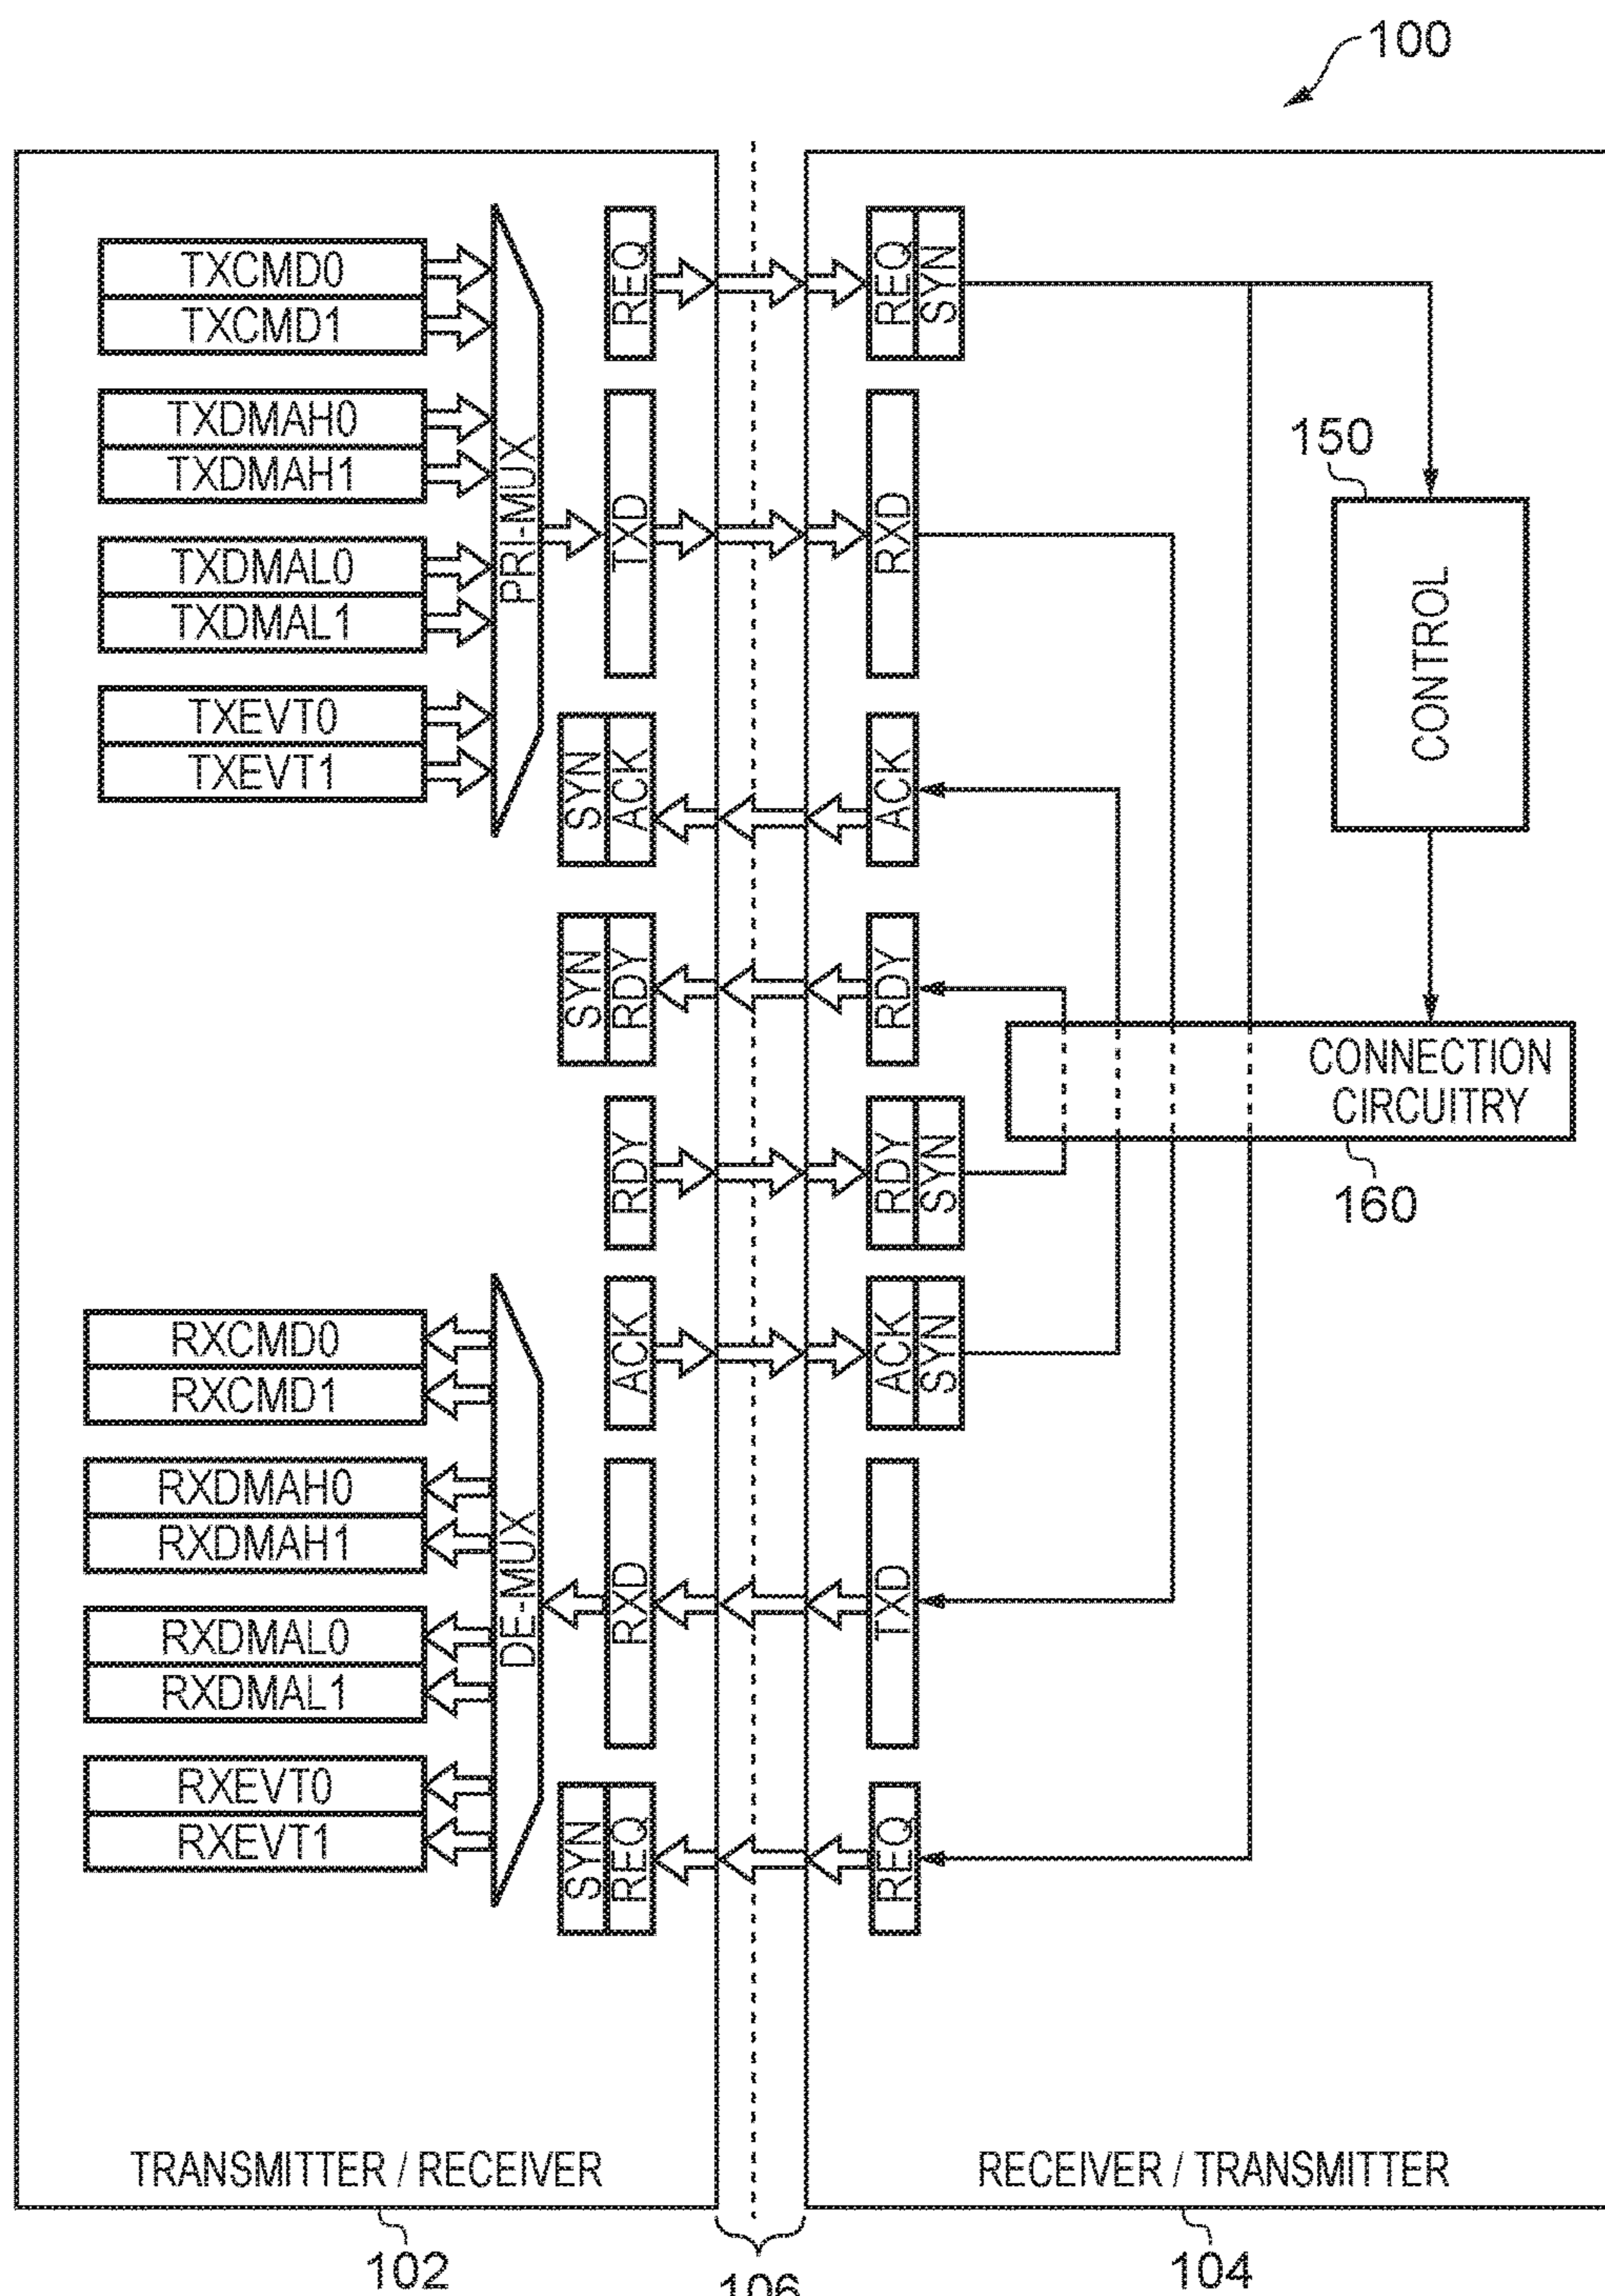 100
TXCMD0
TXCMD1
TXDMAH0
TXDMAH1
TXDMAL0
TXDMAL1
TXEVT0
TXEVT1
PRI-MUX
REQ
TXD
SYN
ACK
SYN
RDY
RDY
ACK
RXD
SYN
REQ
REQ
SYN
RXD
ACK
RDY
RDY
SYN
ACK
SYN
TXD
REQ
150
CONTROL
CONNECTION
CIRCUITRY
160
RXCMD0
RXCMD1
RXDMAH0
RXDMAH1
RXDMAL0
RXDMAL1
RXEVT0
RXEVT1
DE-MUX
TRANSMITTER / RECEIVER
RECEIVER / TRANSMITTER
102
106
104